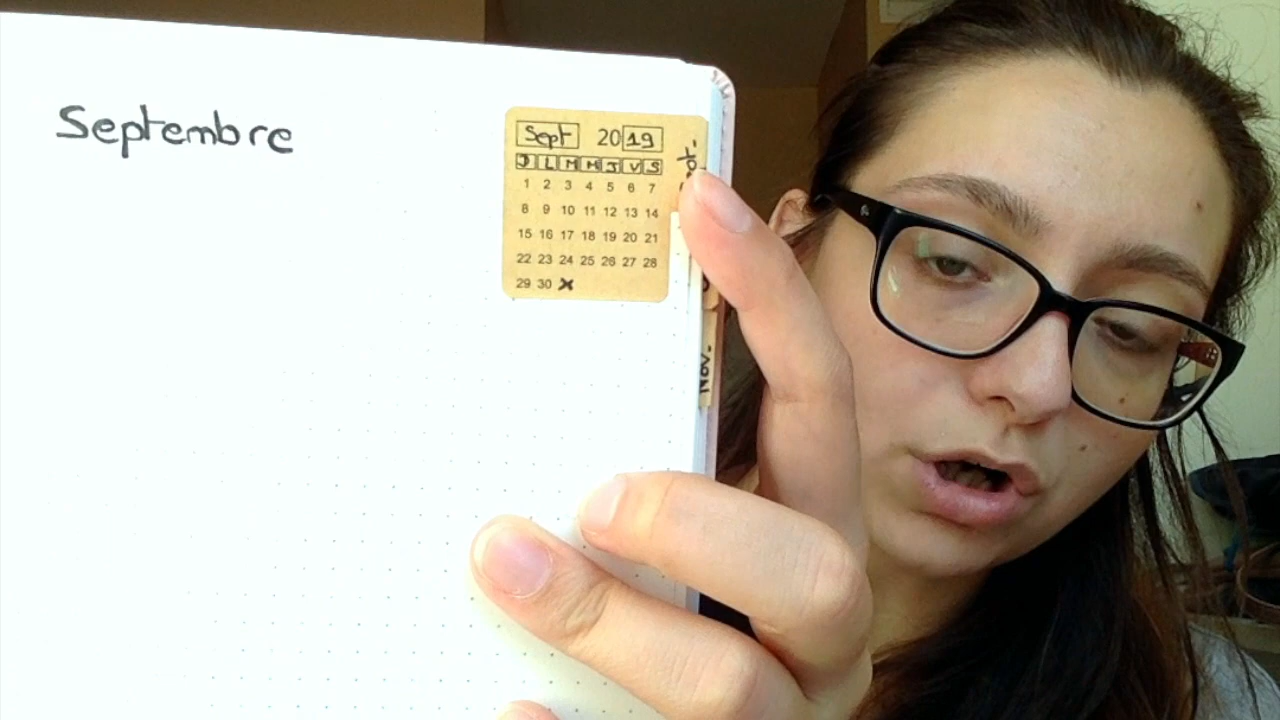 Septembre
Sept 2019
D L M M J V S
1 2 3 4 5 6 7
8 9 10 11 12 13 14
15 16 17 18 19 20 21
22 23 24 25 26 27 28
29 30
Nov.